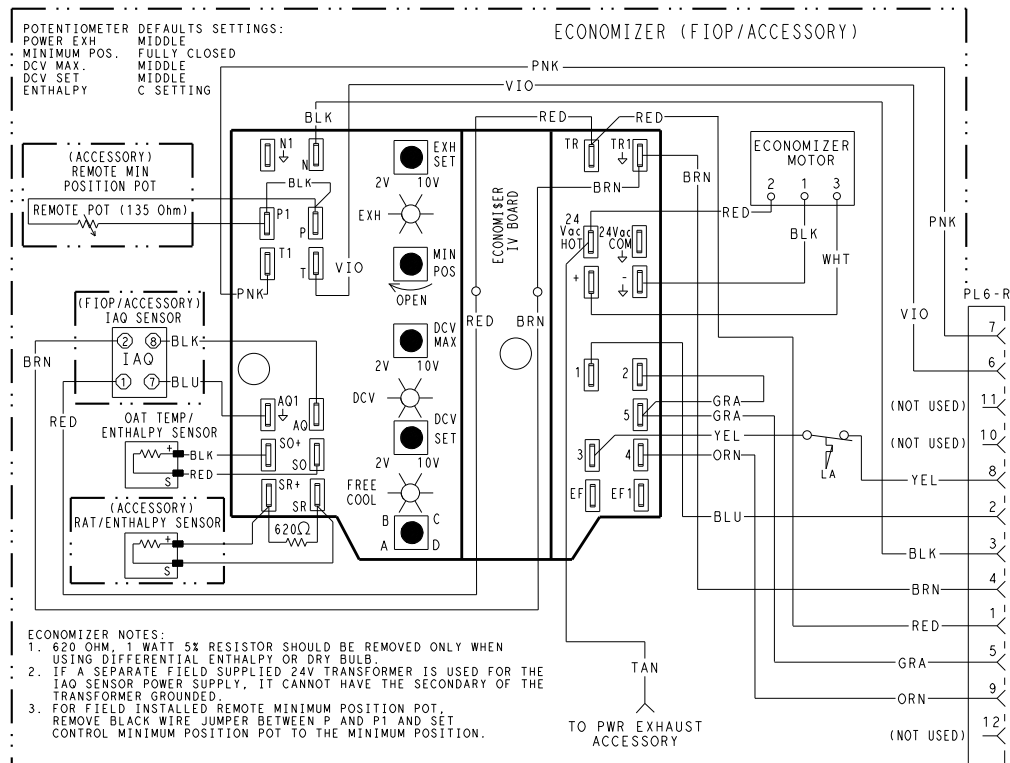 POTENTIOMETER DEFAULTS SETTINGS:
POWER EXH MIDDLE
MINIMUM POS. FULLY CLOSED
DCV MAX. MIDDLE
DCV SET MIDDLE
ENTHALPY C SETTING
ECONOMIZER (FIOP/ACCESSORY)
PNK
VIO
BLK
RED
RED
N1
N
EXH
SET
2V 10V
TR
TR1
BRN
BRN
ECONOMIZER
MOTOR
2 1 3
(ACCESSORY)
REMOTE MIN
POSITION POT
REMOTE POT (135 Ohm)
BLK
P1
P
EXH
ECONOMI$ER
IV BOARD
24
Vac
HOT
24Vac
COM
RED
BLK
WHT
PNK
T1
T
VIO
PNK
MIN
POS
OPEN
+
-
PL6-R
(FIOP/ACCESSORY)
IAQ SENSOR
2 8
IAQ
1 7
BLK
BLU
BRN
RED
RED
BRN
VIO
7
6
DCV
MAX
2V 10V
1
2
(NOT USED) 11
AQ1
AQ
DCV
5
GRA
GRA
OAT TEMP/
ENTHALPY SENSOR
+
S
BLK
RED
SO+
SO
DCV
SET
2V 10V
3
4
YEL
ORN
LA
(NOT USED) 10
YEL
8
SR+
SR
FREE
COOL
EF
EF1
(ACCESSORY)
RAT/ENTHALPY SENSOR
+
S
620Ω
B C
A D
BLU
2
BLK
3
BRN
4
RED
1
GRA
5
ORN
9
(NOT USED)
12
TAN
TO PWR EXHAUST
ACCESSORY
ECONOMIZER NOTES:
1. 620 OHM, 1 WATT 5% RESISTOR SHOULD BE REMOVED ONLY WHEN
USING DIFFERENTIAL ENTHALPY OR DRY BULB.
2. IF A SEPARATE FIELD SUPPLIED 24V TRANSFORMER IS USED FOR THE
IAQ SENSOR POWER SUPPLY, IT CANNOT HAVE THE SECONDARY OF THE
TRANSFORMER GROUNDED.
3. FOR FIELD INSTALLED REMOTE MINIMUM POSITION POT,
REMOVE BLACK WIRE JUMPER BETWEEN P AND P1 AND SET
CONTROL MINIMUM POSITION POT TO THE MINIMUM POSITION.